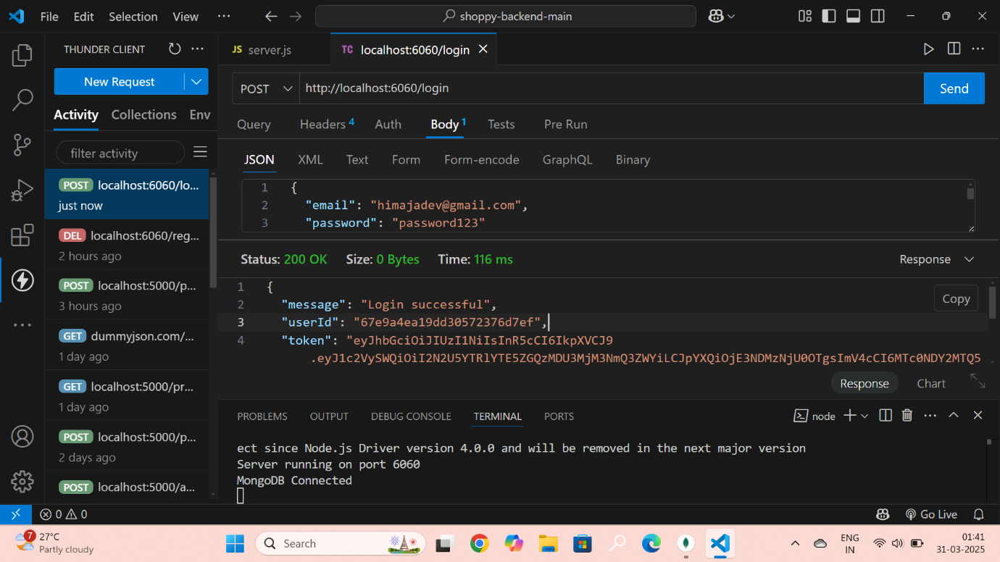 File Edit Selection View ... shoppy-backend-main
THUNDER CLIENT
New Request
Activity Collections Env
filter activity
POST localhost:6060/lo...
just now
DEL localhost:6060/reg...
2 hours ago
POST localhost:5000/p...
3 hours ago
GET dummyjson.com/...
1 day ago
GET localhost:5000/pr...
1 day ago
POST localhost:5000/p...
2 days ago
POST localhost:5000/a...
JS server.js TC localhost:6060/login
POST http://localhost:6060/login Send
Query Headers 4 Auth Body 1 Tests Pre Run
JSON XML Text Form Form-encode GraphQL Binary
1 {
2 "email": "himajadev@gmail.com",
3 "password": "password123"
Status: 200 OK Size: 0 Bytes Time: 116 ms Response
Copy
1 {
2 "message": "Login successful",
3 "userId": "67e9a4ea19dd30572376d7ef",
4 "token": "eyJhbGciOiJIUzI1NiIsInR5cCI6IkpXVCJ9
.eyJ1c2VySWQiOiI2N2U5YTRlYTE5ZGQzMDU3MjM3NmQ3ZWYiLCJpYXQiOjE3NDMzNjU0OTgsImV4cCI6MTc0NDY2MTQ5
Response Chart
PROBLEMS OUTPUT DEBUG CONSOLE TERMINAL PORTS node
ect since Node.js Driver version 4.0.0 and will be removed in the next major version
Server running on port 6060
MongoDB Connected
0 0 Go Live
7 27°C
Partly cloudy
Search
ENG
IN
01:41
31-03-2025